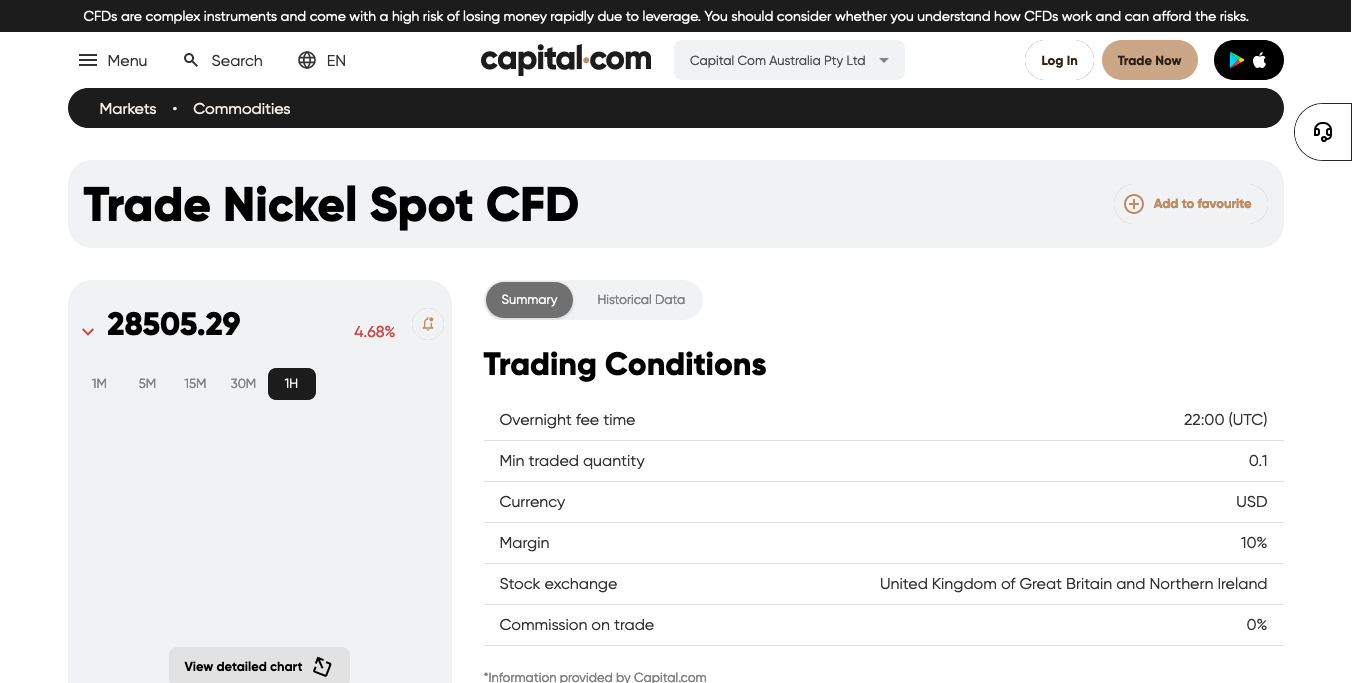 CFDs are complex instruments and come with a high risk of losing money rapidly due to leverage. You should consider whether you understand how CFDs work and can afford the risks.
Menu Search EN capital.com Capital Com Australia Pty Ltd Log In Trade Now
Markets • Commodities
Trade Nickel Spot CFD Add to favourite
28505.29 4.68%
1M 5M 15M 30M 1H
View detailed chart
Summary Historical Data
Trading Conditions
Overnight fee time 22:00 (UTC)
Min traded quantity 0.1
Currency USD
Margin 10%
Stock exchange United Kingdom of Great Britain and Northern Ireland
Commission on trade 0%
*Information provided by Capital.com